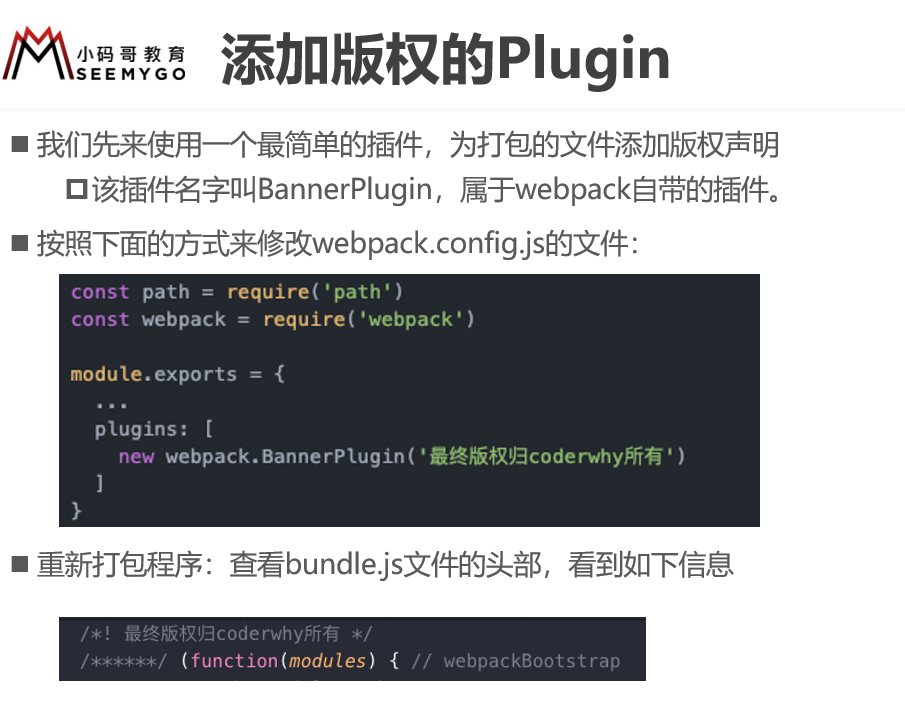 小码哥教育
SEEMYGO
添加版权的Plugin
我们先来使用一个最简单的插件，为打包的文件添加版权声明
该插件名字叫BannerPlugin，属于webpack自带的插件。
按照下面的方式来修改webpack.config.js的文件：
const path = require('path')
const webpack = require('webpack')
module.exports = {
...
plugins: [
new webpack.BannerPlugin('最终版权归coderwhy所有')
]
}
重新打包程序：查看bundle.js文件的头部，看到如下信息
/*! 最终版权归coderwhy所有 */
/******/ (function(modules) { // webpackBootstrap